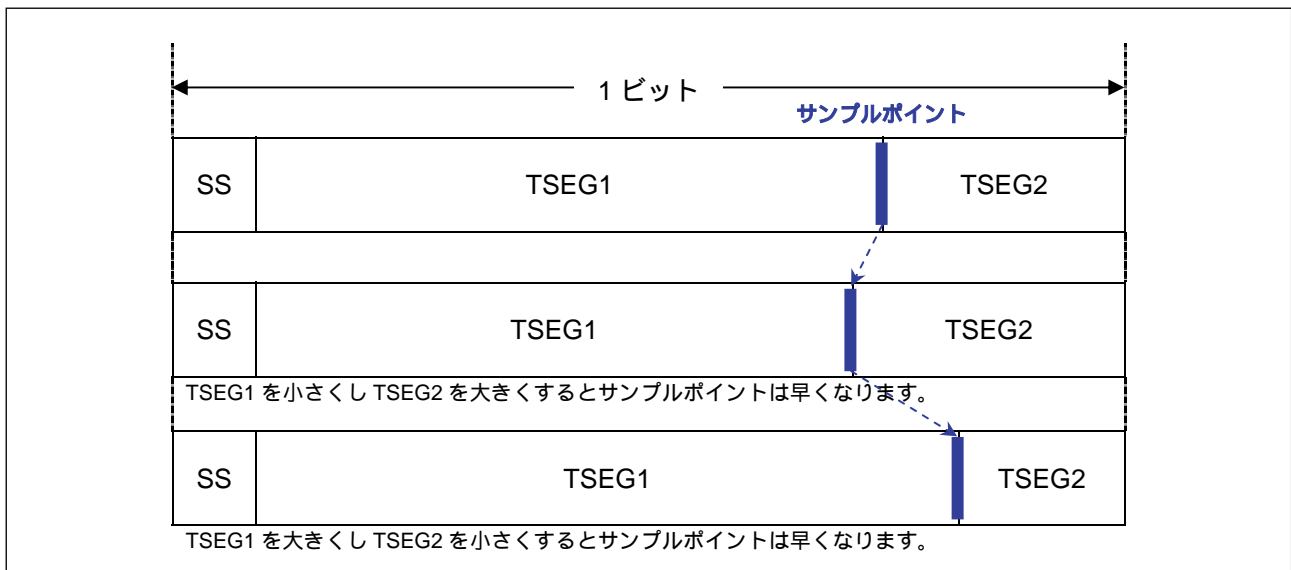 1 ビット
サンプルポイント
SS TSEG1 TSEG2
SS TSEG1 TSEG2
TSEG1 を小さくし TSEG2 を大きくするとサンプルポイントは早くなります。
SS TSEG1 TSEG2
TSEG1 を大きくし TSEG2 を小さくするとサンプルポイントは早くなります。